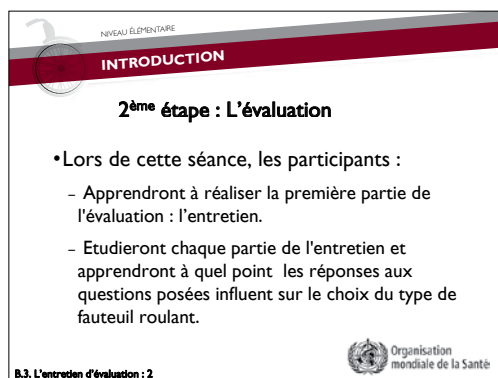 NIVEAU ÉLÉMENTAIRE
INTRODUCTION
2ème étape : L'évaluation
•Lors de cette séance, les participants :
– Apprendront à réaliser la première partie de
l'évaluation : l'entretien.
– Etudieront chaque partie de l'entretien et
apprendront à quel point les réponses aux
questions posées influent sur le choix du type de
fauteuil roulant.
Organisation
mondiale de la Santé
B.3. L'entretien d'évaluation : 2